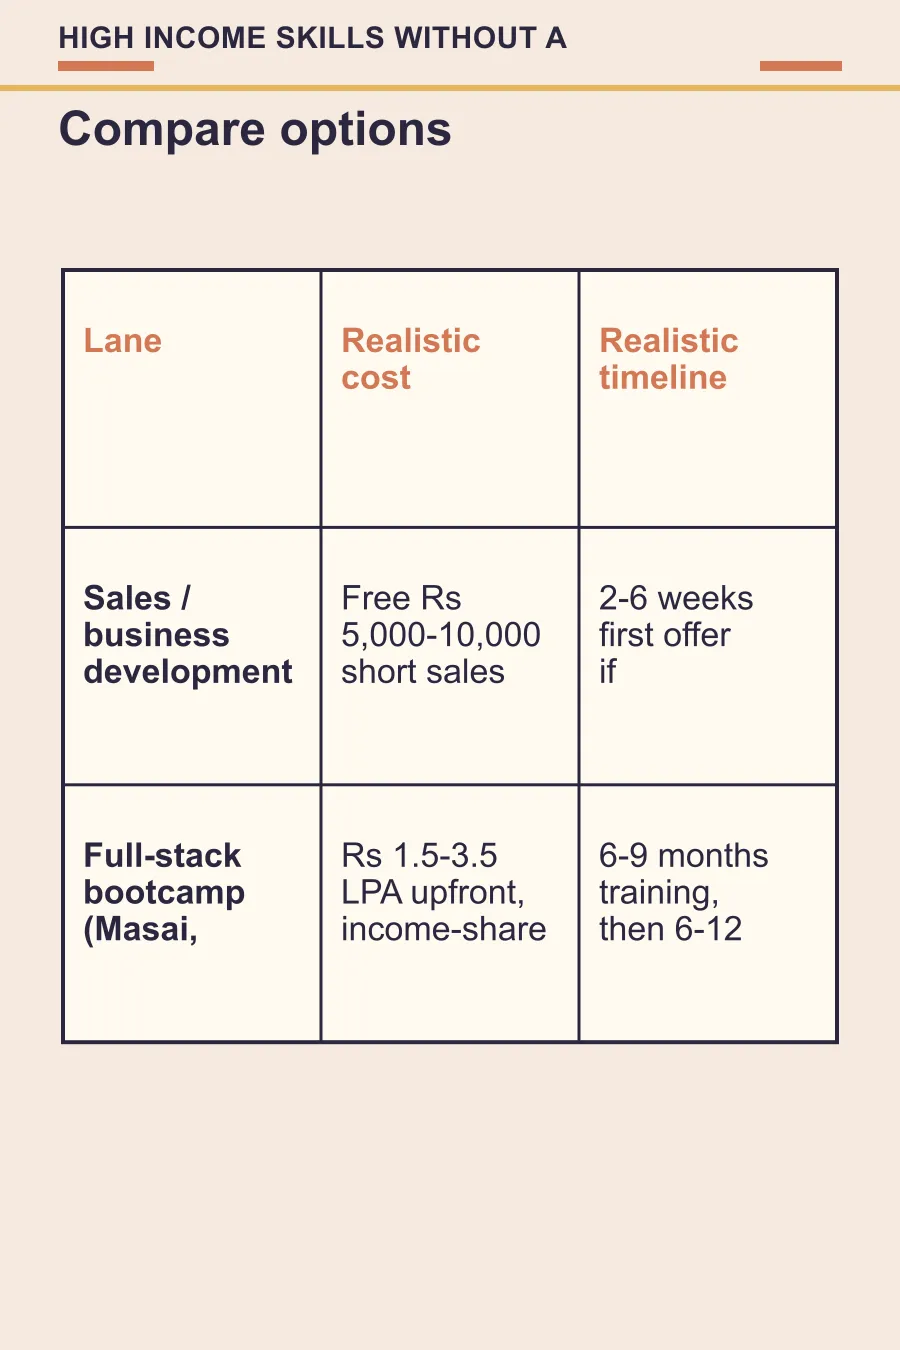 HIGH INCOME SKILLS WITHOUT A
Compare options
Lane
Realistic
cost
Realistic
timeline
Sales /
business
development
Free Rs
5,000-10,000
short sales
2-6 weeks
first offer
if
Full-stack
bootcamp
(Masai,
Rs 1.5-3.5
LPA upfront,
income-share
6-9 months
training,
then 6-12